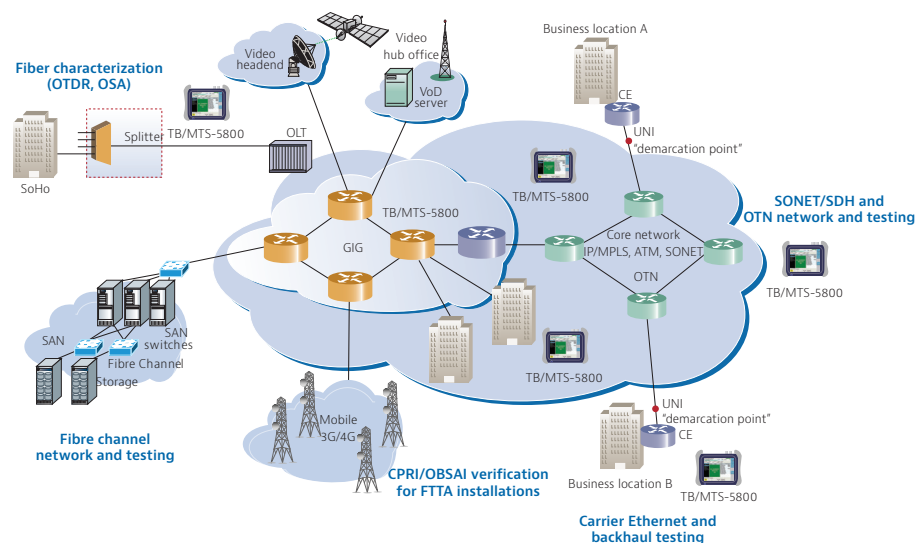 Business location A
Video
headend
Video
hub office
Fiber characterization
(OTDR, OSA)
VoD
server
CE
Splitter
TB/MTS-5800
OLT
UNI
“demarcation point”
SoHo
TB/MTS-5800
TB/MTS-5800
SONET/SDH and
OTN network and testing
GIG
Core network
IP/MPLS, ATM, SONET
OTN
TB/MTS-5800
SAN
SAN
switches
Fibre Channel
Storage
TB/MTS-5800
Mobile
3G/4G
UNI
“demarcation point”
CE
Fibre channel
network and testing
CPRI/OBSAI verification
for FTTA installations
Business location B
TB/MTS-5800
Carrier Ethernet and
backhaul testing